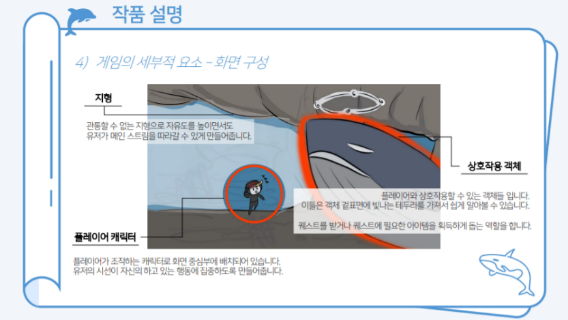 작품 설명
4) 게임의 세부적 요소 - 화면 구성
지형
관통할 수 없는 지형으로 자유도를 높이면서도
유저가 메인 스트림을 따라갈 수 있게 만들어줍니다.
상호작용 객체
플레이어와 상호작용할 수 있는 객체들 입니다.
이들은 객체 겉표면에 빛나는 테두리를 가져서 쉽게 알아볼 수 있습니다.
퀘스트를 받거나 퀘스트에 필요한 아이템을 획득하게 돕는 역할을 합니다.
플레이어 캐릭터
플레이어가 조작하는 캐릭터로 화면 중심부에 배치되어 있습니다.
유저의 시선이 자신의 하고 있는 행동에 집중하도록 만들어줍니다.